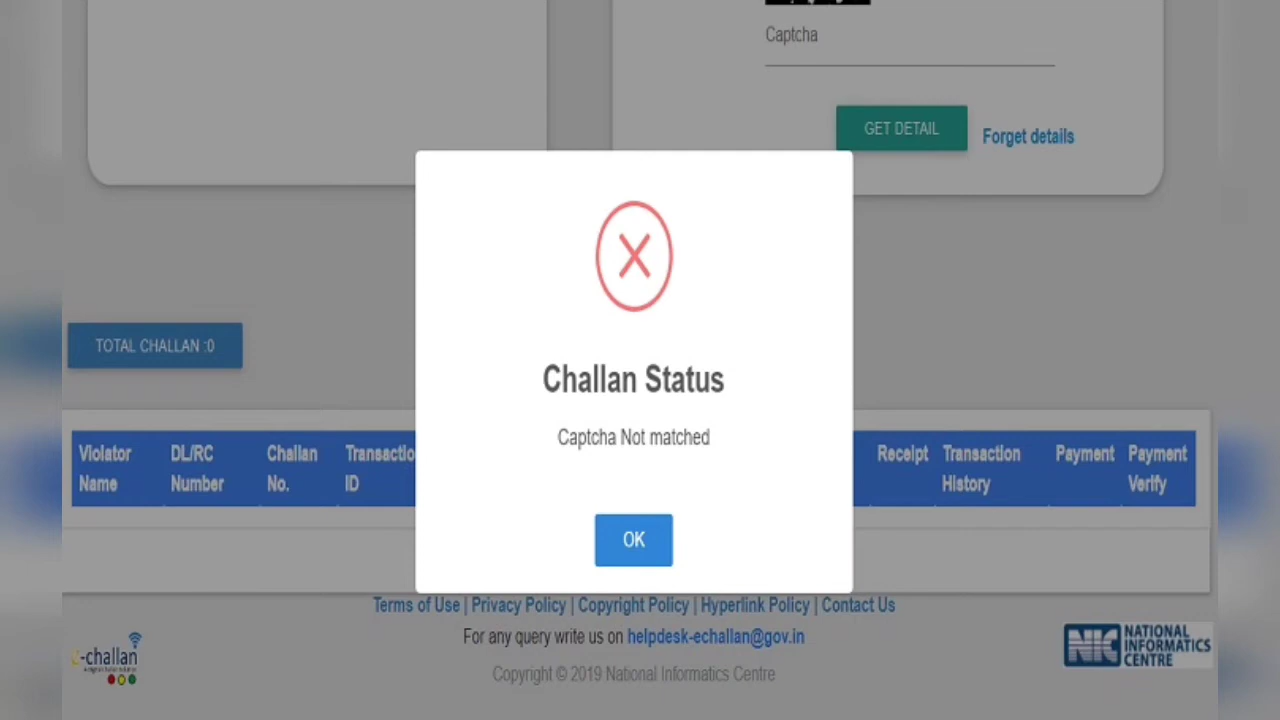 Captcha
GET DETAIL
Forget details
Challan Status
Captcha Not matched
OK
TOTAL CHALLAN :0
Violator Name
DL/RC Number
Challan No.
Transactio
ID
Receipt
Transaction History
Payment
Payment Verify
Terms of Use | Privacy Policy | Copyright Policy | Hyperlink Policy | Contact Us
For any query write us on helpdesk-echallan@gov.in
Copyright © 2019 National Informatics Centre
e-challan
NIC
NATIONAL
INFORMATICS
CENTRE